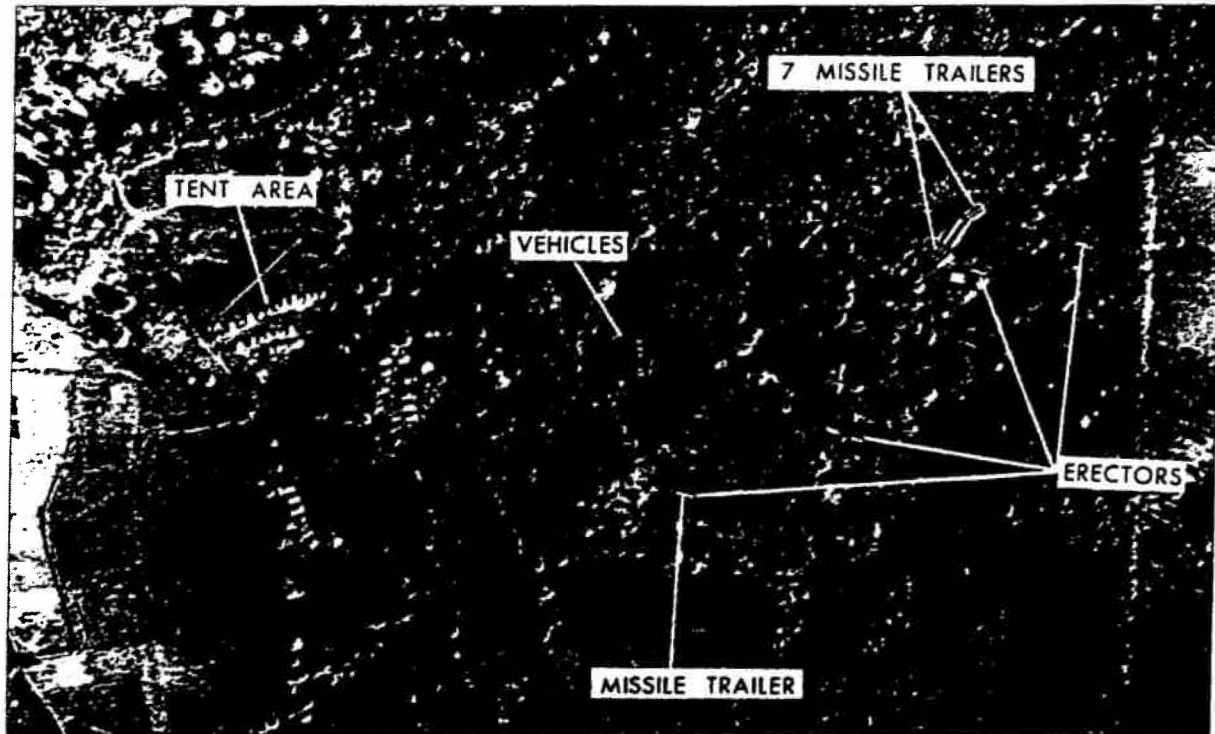 7 MISSILE TRAILERS
TENT AREA
VEHICLES
ERECTORS
MISSILE TRAILER